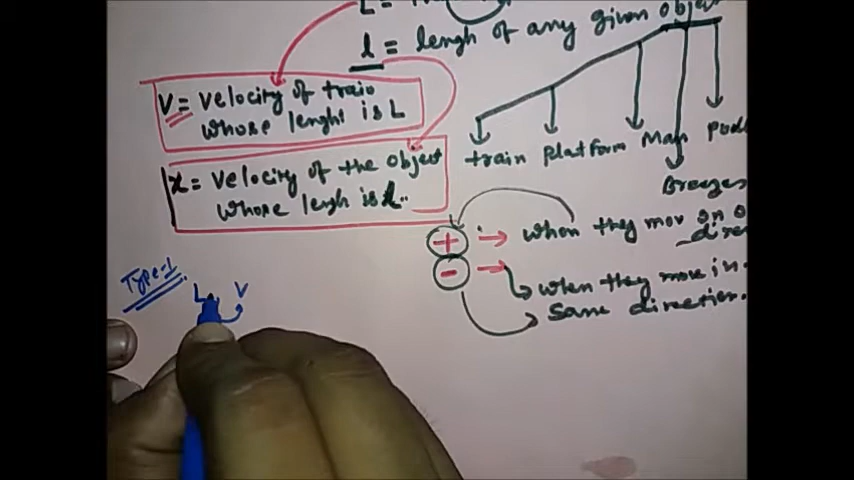 l = lengh of any given object
V = velocity of train
whose lenght is L
x = velocity of the object
whose lengh is l..
train Platform Man
Breezes
+ → when they mov on
- → when they move in
same direction.
Type-1
L V